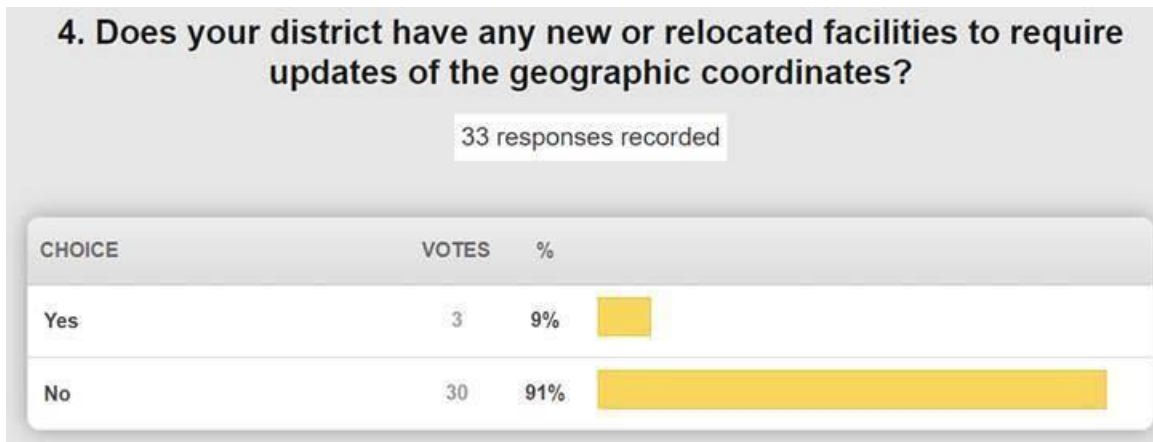 4. Does your district have any new or relocated facilities to require
updates of the geographic coordinates?
33 responses recorded
CHOICE VOTES %
Yes 3 9%
No 30 91%